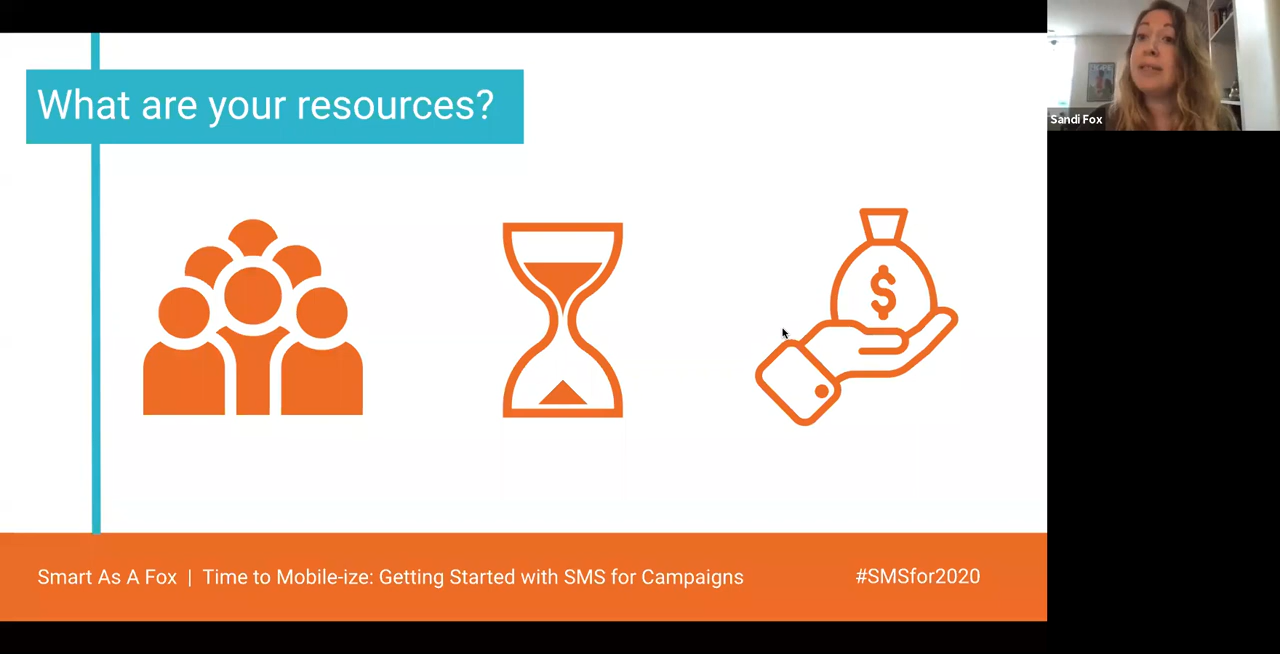 What are your resources?
Sandi Fox
$
Smart As A Fox | Time to Mobile-ize: Getting Started with SMS for Campaigns
#SMSfor2020